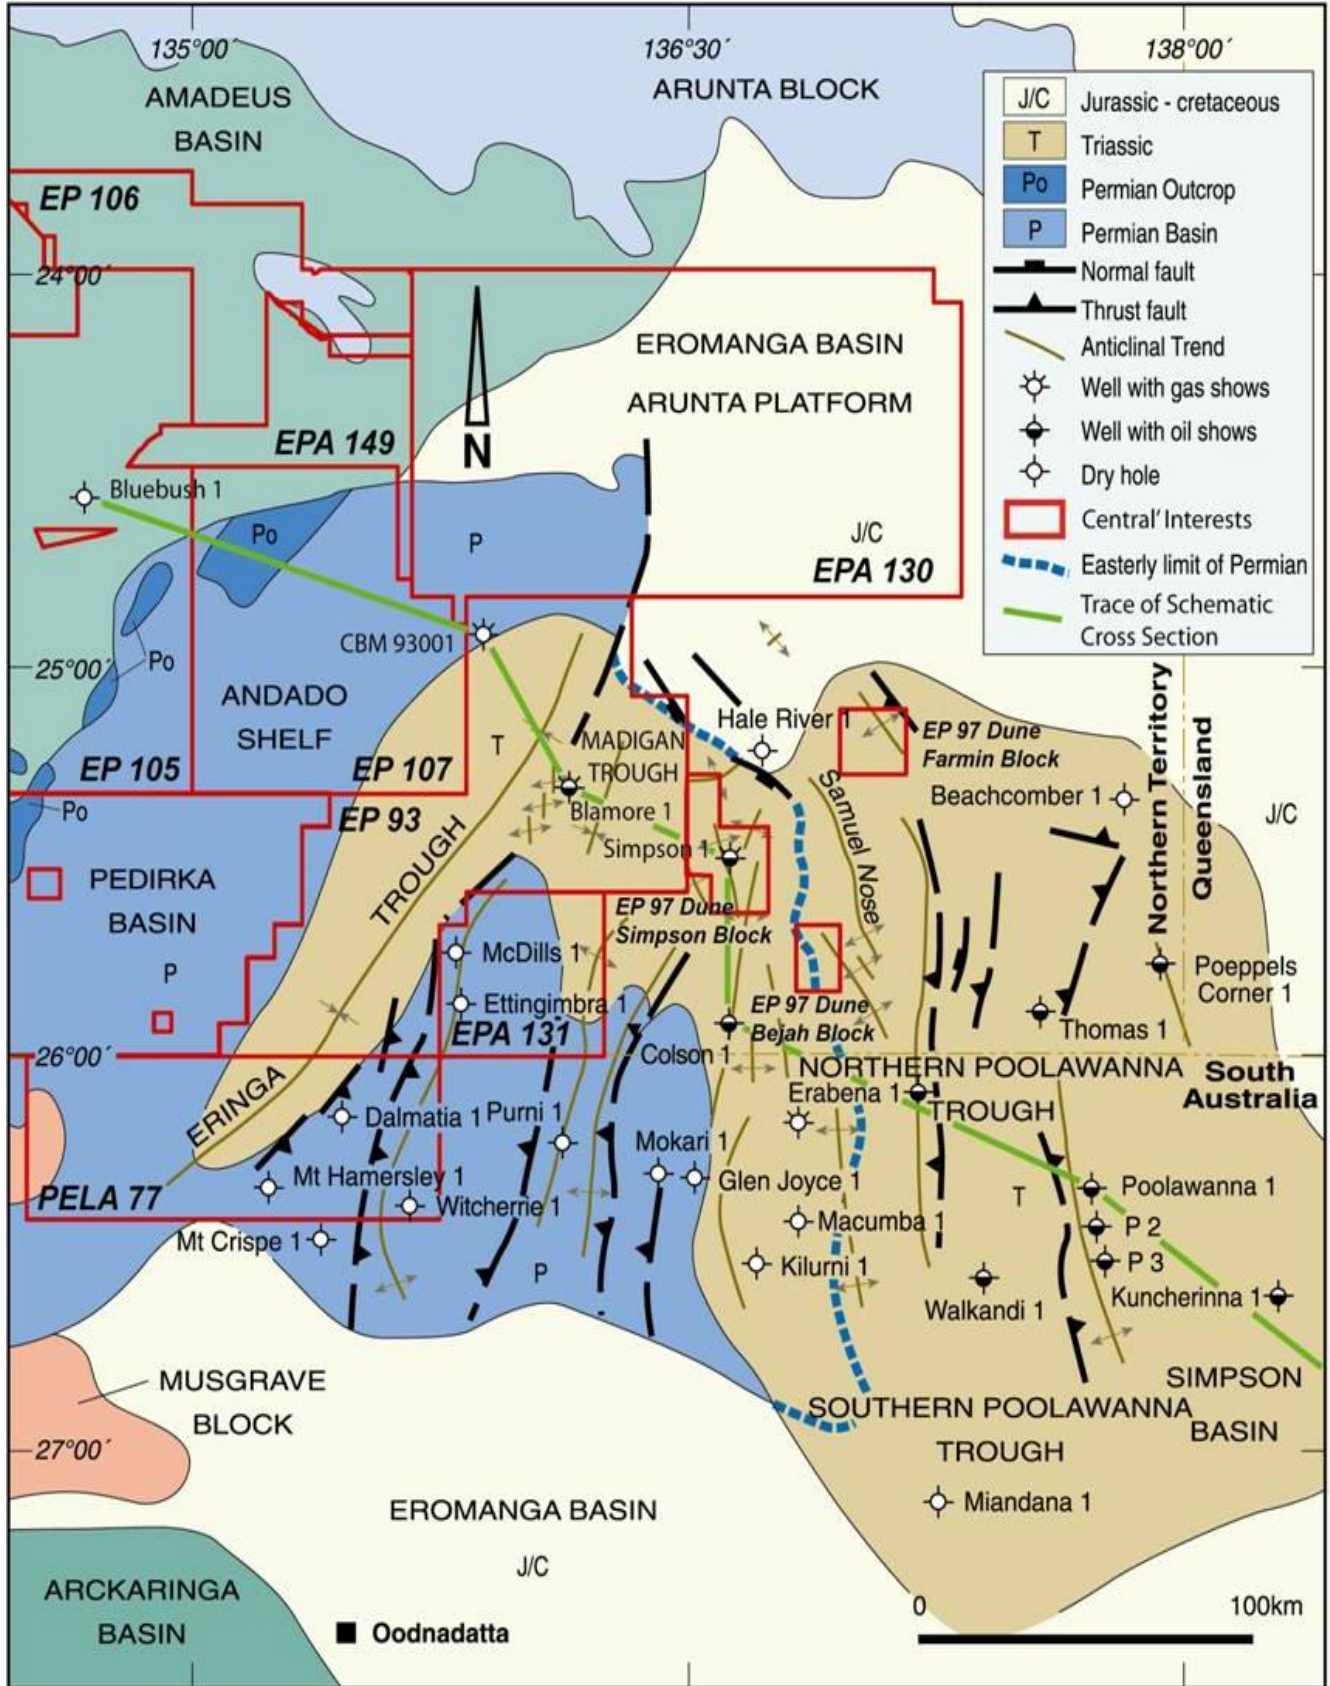 135°00´
136°30´
138°00´
AMADEUS
BASIN
ARUNTA BLOCK
J/C
Jurassic - cretaceous
T
Triassic
Po
Permian Outcrop
P
Permian Basin
Normal fault
Thrust fault
Anticlinal Trend
Well with gas shows
Well with oil shows
Dry hole
Central' Interests
Easterly limit of Permian
Trace of Schematic
Cross Section
EP 106
24°00´
EROMANGA BASIN
ARUNTA PLATFORM
EPA 149
N
Bluebush 1
Po
P
J/C
EPA 130
CBM 93001
Po
25°00´
ANDADO
SHELF
EP 105
EP 107
T
MADIGAN
TROUGH
Hale River 1
EP 97 Dune
Farmin Block
Northern Territory
Queensland
Beachcomber 1
J/C
Po
EP 93
Blamore 1
Simpson 1
Samuel Nose
TROUGH
PEDIRKA
BASIN
P
EP 97 Dune
Simpson Block
McDills 1
Ettingimbra 1
EPA 131
Poeppels
Corner 1
EP 97 Dune
Bejah Block
Thomas 1
26°00´
Colson 1
NORTHERN POOLAWANNA
TROUGH
South
Australia
ERINGA
Erabena 1
Dalmatia 1
Purni 1
Mokari 1
Mt Hamersley 1
Glen Joyce 1
T
Poolawanna 1
PELA 77
Witcherrie 1
Macumba 1
P 2
Mt Crispe 1
P
Kilurni 1
P 3
Walkandi 1
Kuncherinna 1
MUSGRAVE
BLOCK
SIMPSON
BASIN
SOUTHERN POOLAWANNA
TROUGH
27°00´
Miandana 1
EROMANGA BASIN
J/C
ARCKARINGA
BASIN
Oodnadatta
0
100km